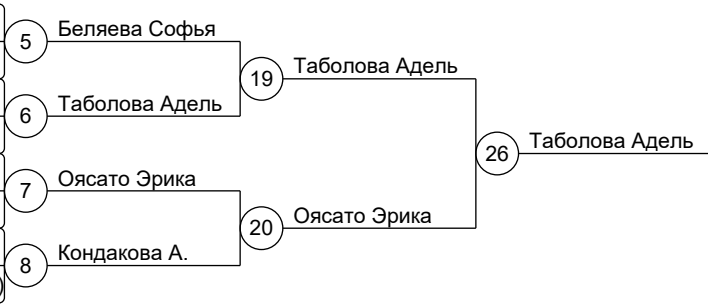 5 Беляева Софья
19 Таболова Адель
6 Таболова Адель
26 Таболова Адель
7 Оясато Эрика
20 Оясато Эрика
8 Кондакова А.